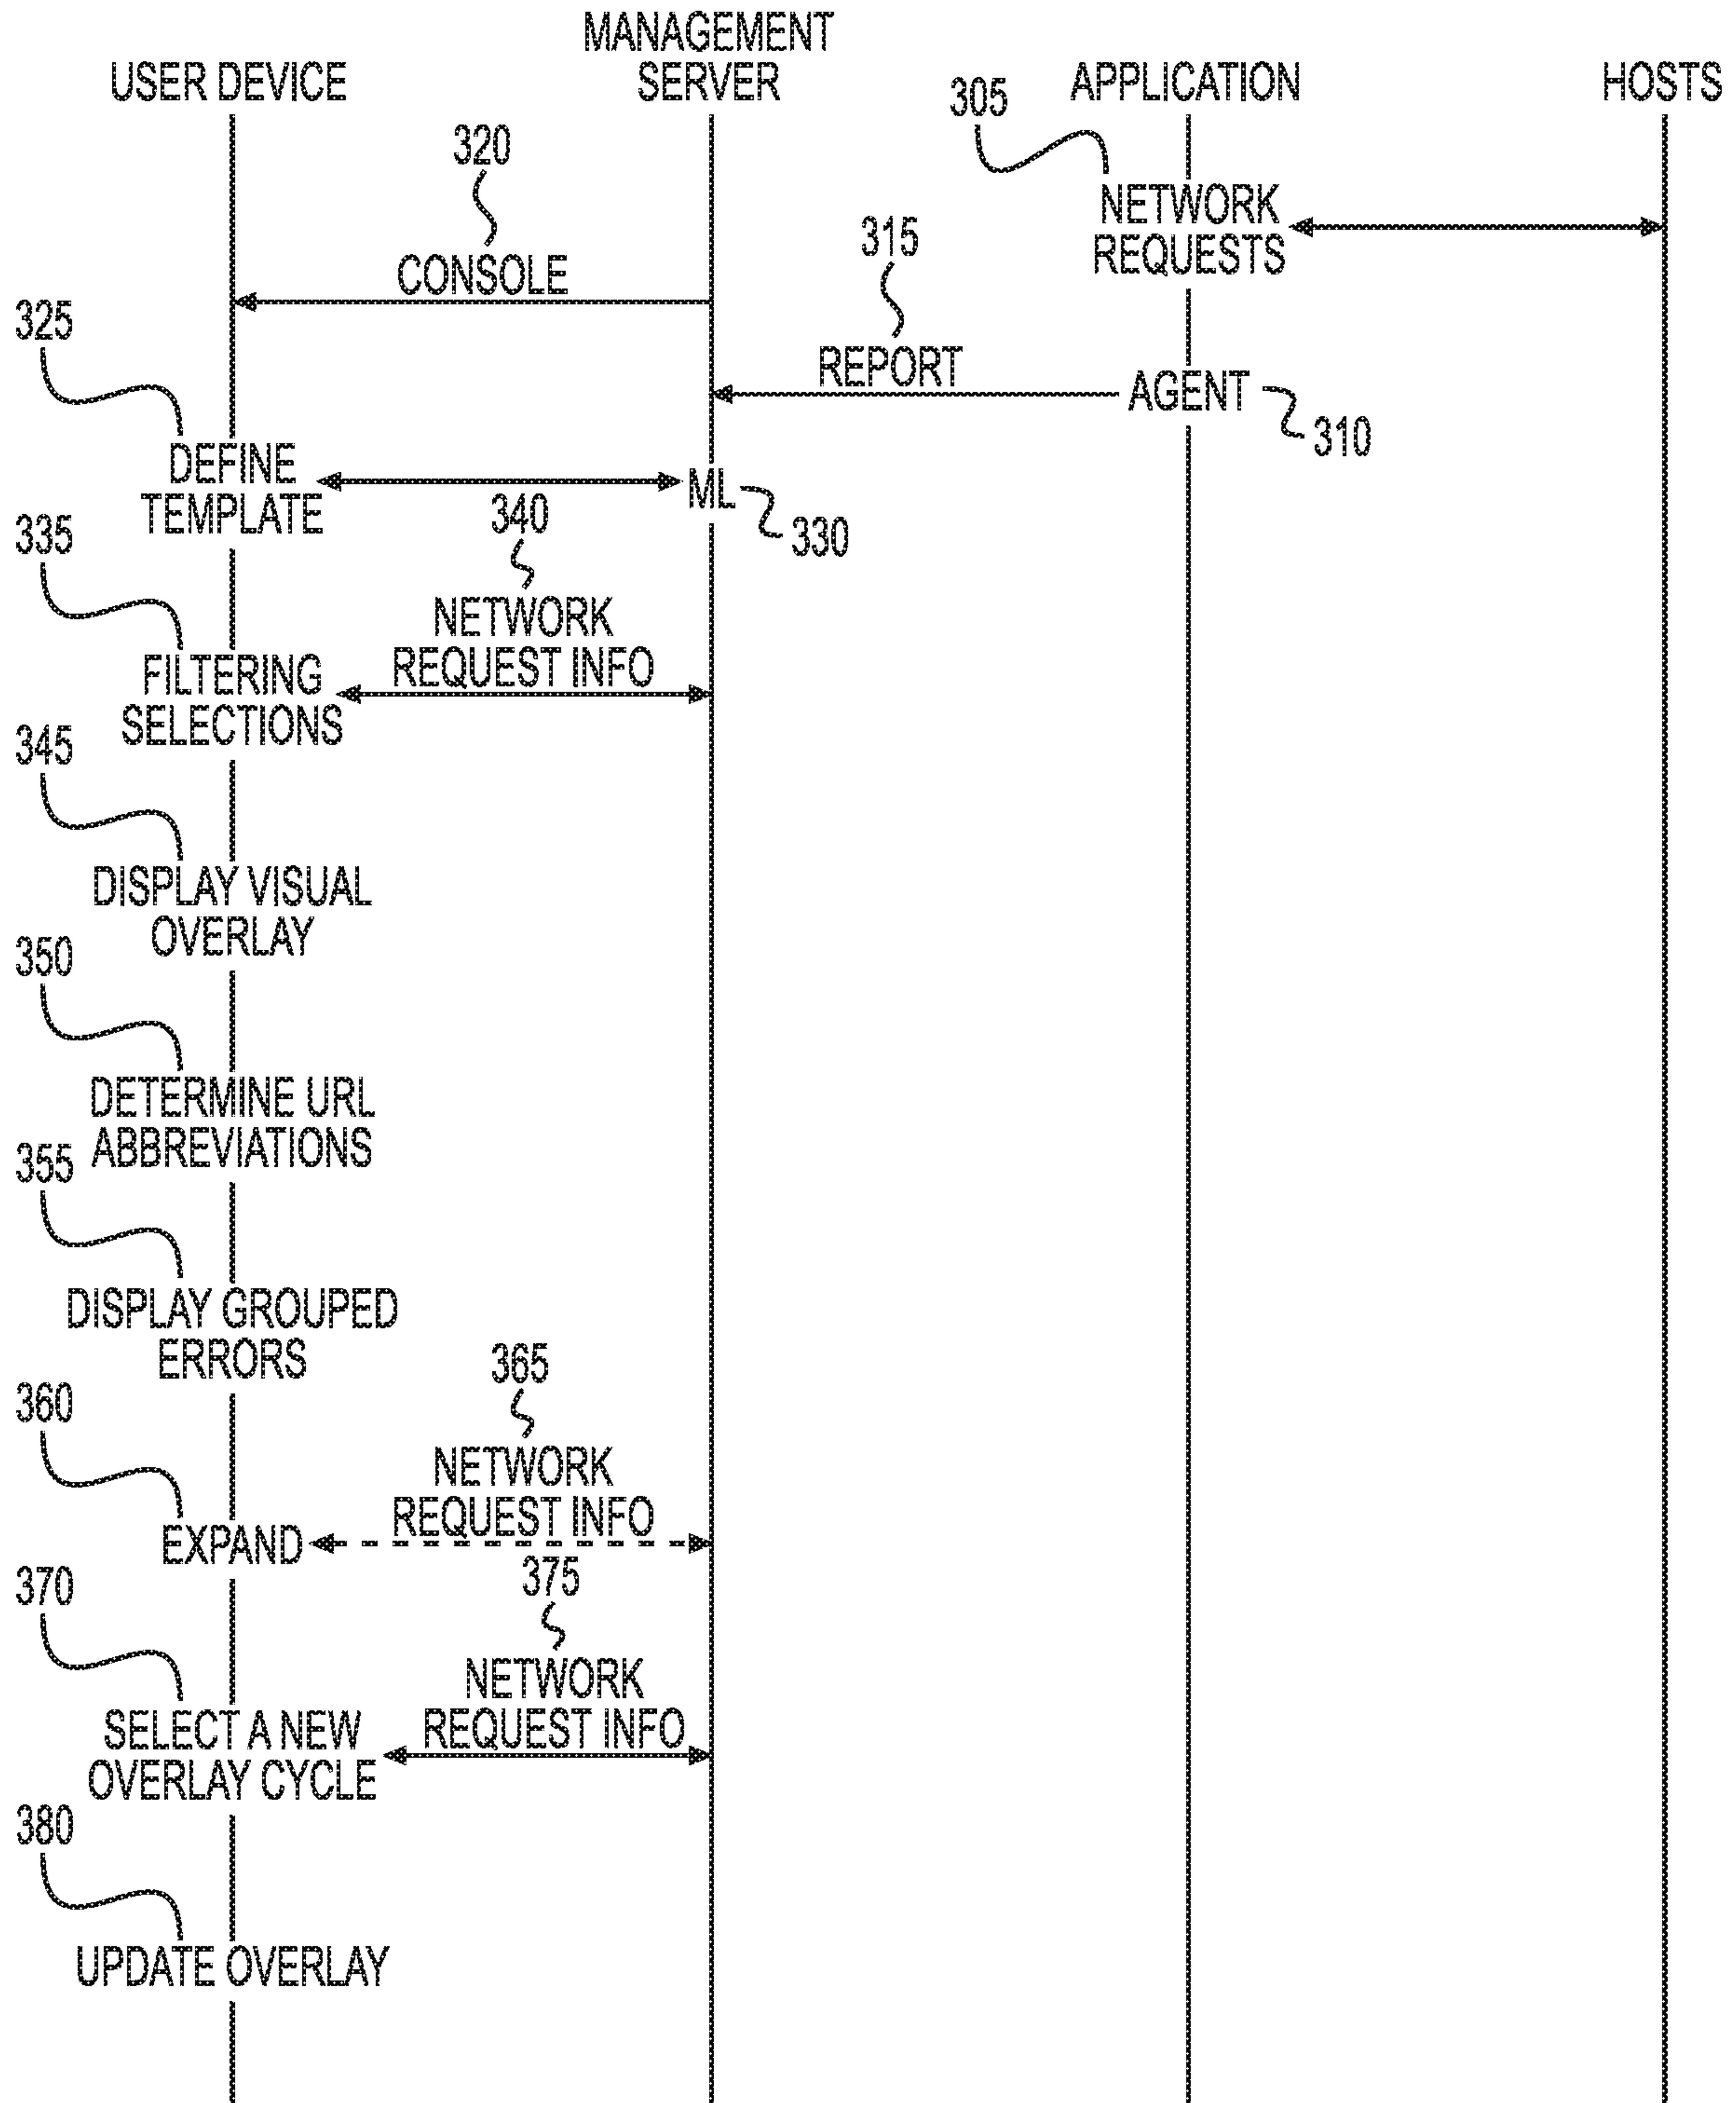 MANAGEMENT
USER DEVICE
SERVER
APPLICATION
HOSTS
305
320
NETWORK
REQUESTS
315
CONSOLE
325
REPORT
AGENT
310
DEFINE
TEMPLATE
ML
330
335
340
NETWORK
REQUEST INFO
FILTERING
SELECTIONS
345
DISPLAY VISUAL
OVERLAY
350
DETERMINE URL
ABBREVIATIONS
355
DISPLAY GROUPED
ERRORS
360
365
NETWORK
REQUEST INFO
EXPAND
370
375
NETWORK
REQUEST INFO
SELECT A NEW
OVERLAY CYCLE
380
UPDATE OVERLAY